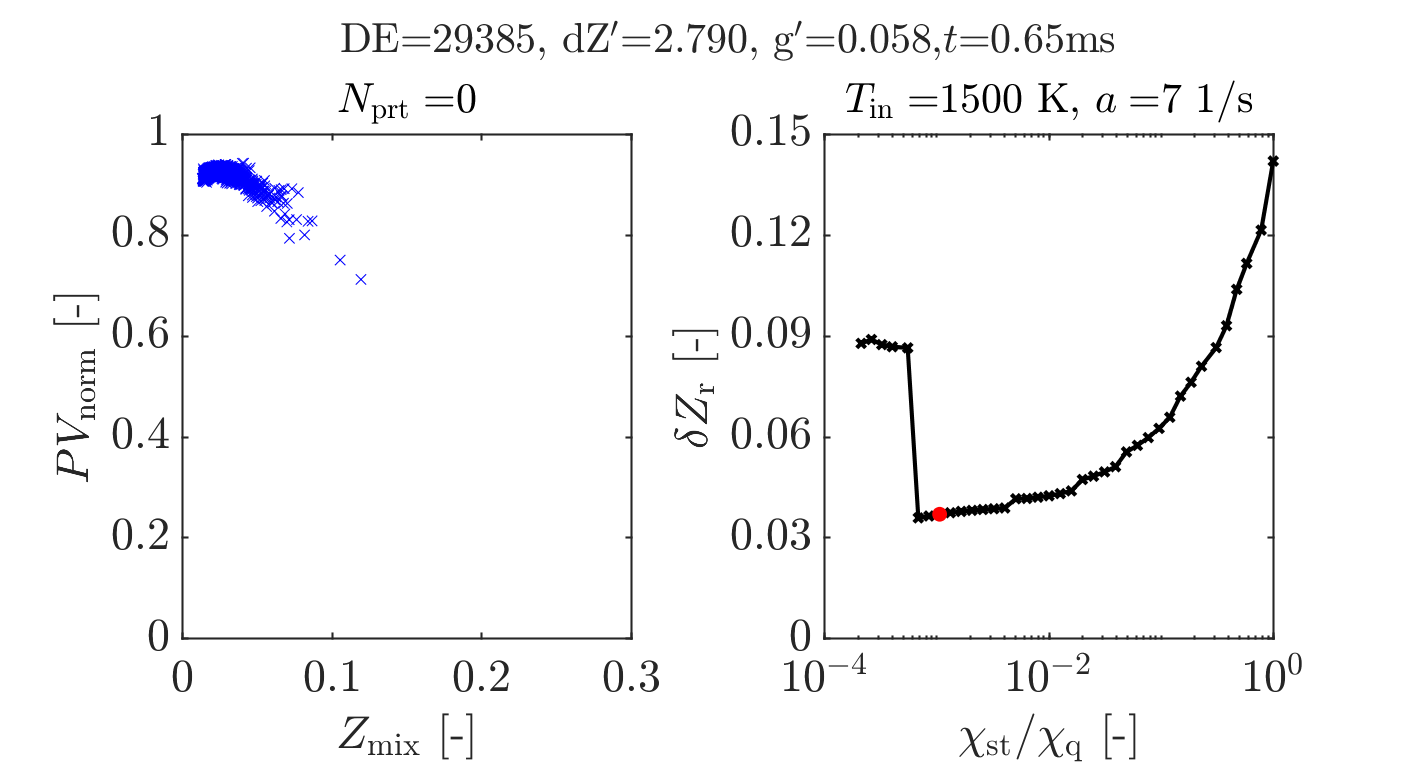 DE=29385, dZ′=2.790, g′=0.058,t=0.65ms
N_prt =0
1
0.8
0.6
0.4
0.2
0
PV_norm [-]
0 0.1 0.2 0.3
Z_mix [-]
T_in =1500 K, a =7 1/s
0.15
0.12
0.09
0.06
0.03
0
δZ_r [-]
10⁻⁴ 10⁻² 10⁰
χ_st/χ_q [-]